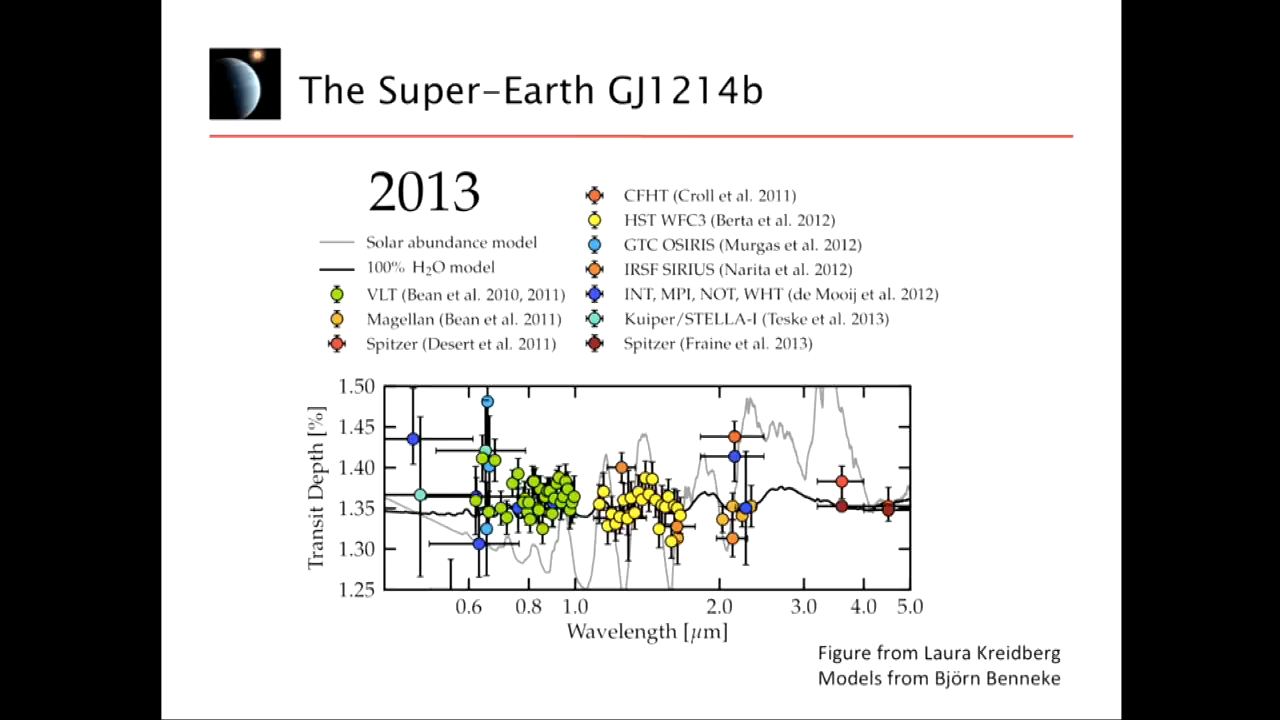 The Super-Earth GJ1214b
2013
Solar abundance model
100% H₂O model
VLT (Bean et al. 2010, 2011)
Magellan (Bean et al. 2011)
Spitzer (Desert et al. 2011)
CFHT (Croll et al. 2011)
HST WFC3 (Berta et al. 2012)
GTC OSIRIS (Murgas et al. 2012)
IRSF SIRIUS (Narita et al. 2012)
INT, MPI, NOT, WHT (de Mooij et al. 2012)
Kuiper/STELLA-I (Teske et al. 2013)
Spitzer (Fraine et al. 2013)
Transit Depth [%]
1.50
1.45
1.40
1.35
1.30
1.25
0.6 0.8 1.0 2.0 3.0 4.0 5.0
Wavelength [μm]
Figure from Laura Kreidberg
Models from Björn Benneke